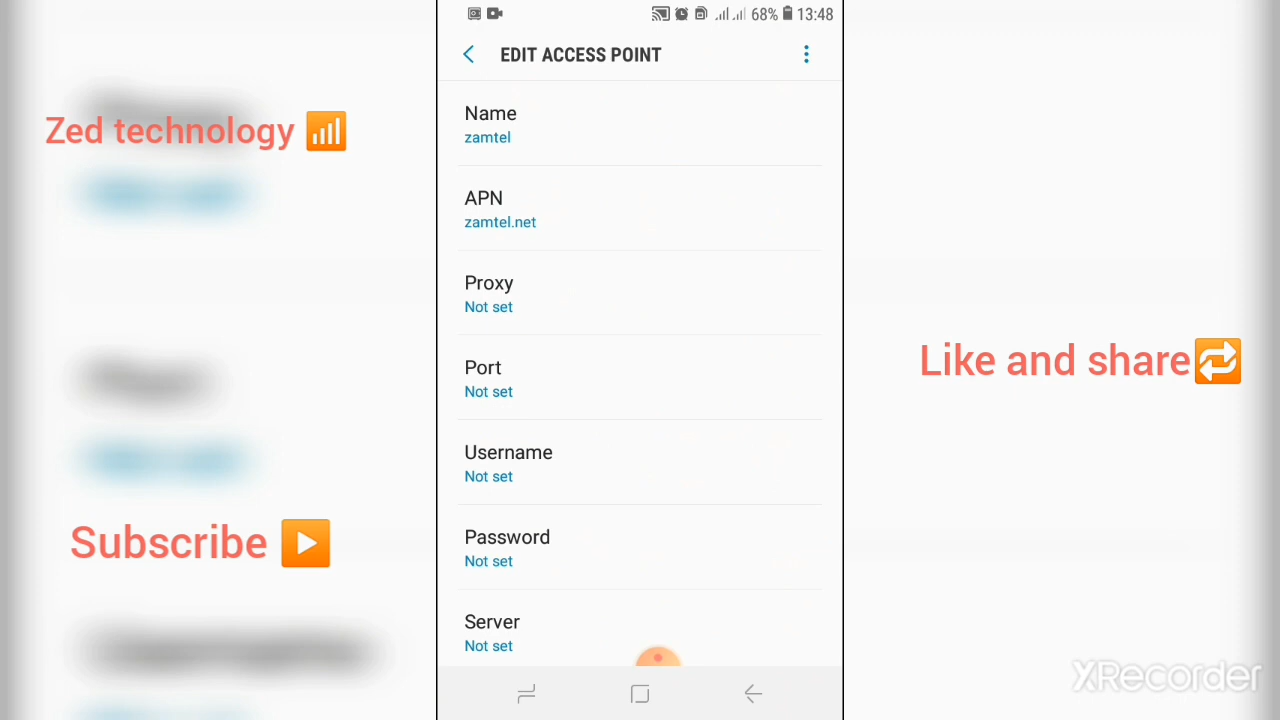 68% 13:48
EDIT ACCESS POINT
Name
zamtel
APN
zamtel.net
Proxy
Not set
Port
Not set
Username
Not set
Password
Not set
Server
Not set
Zed technology
Subscribe
Like and share
XRecorder